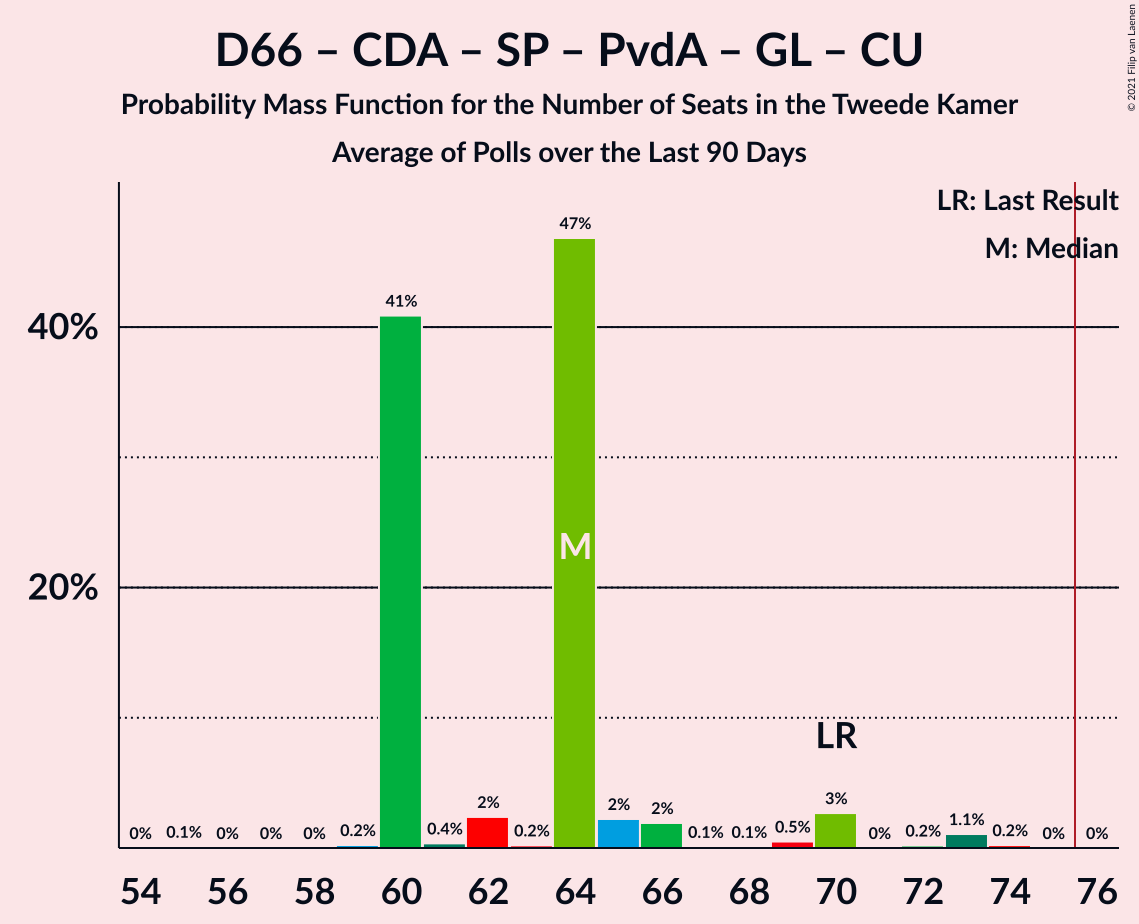 D66 – CDA – SP – PvdA – GL – CU
Probability Mass Function for the Number of Seats in the Tweede Kamer
Average of Polls over the Last 90 Days
© 2021 Filip van Laenen
LR: Last Result
M: Median
47%
41%
40%
M
20%
LR
0% 0.1% 0% 0% 0% 0.2% 0.4% 2% 0.2% 2% 2% 0.1% 0.1% 0.5% 3% 0% 0.2% 1.1% 0.2% 0% 0%
54 56 58 60 62 64 66 68 70 72 74 76